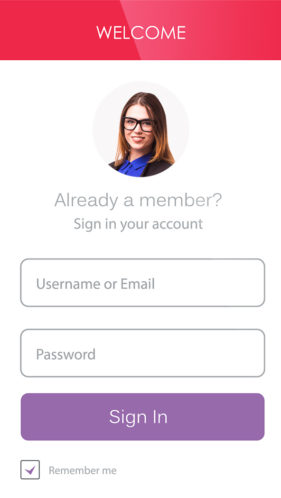 WELCOME
Already a member?
Sign in your account
Username or Email
Password
Sign In
Remember me